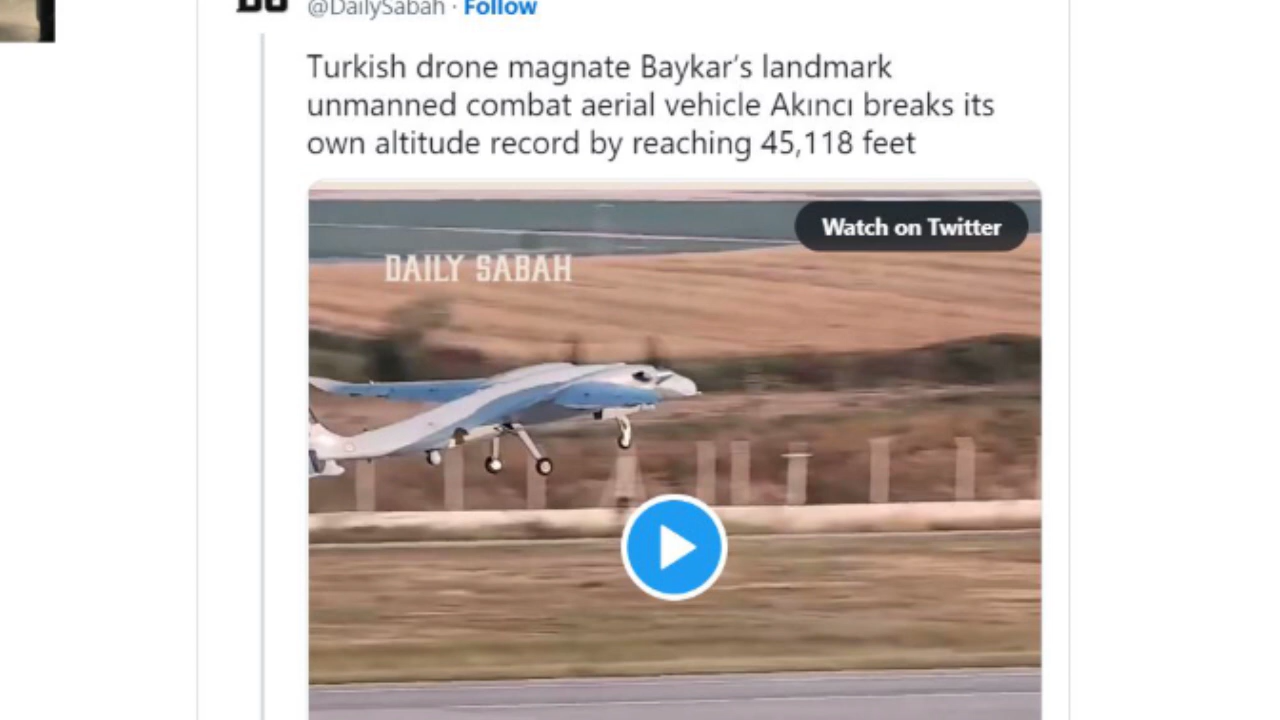 @DailySabah · Follow
Turkish drone magnate Baykar’s landmark
unmanned combat aerial vehicle Akıncı breaks its
own altitude record by reaching 45,118 feet
Watch on Twitter
DAILY SABAH